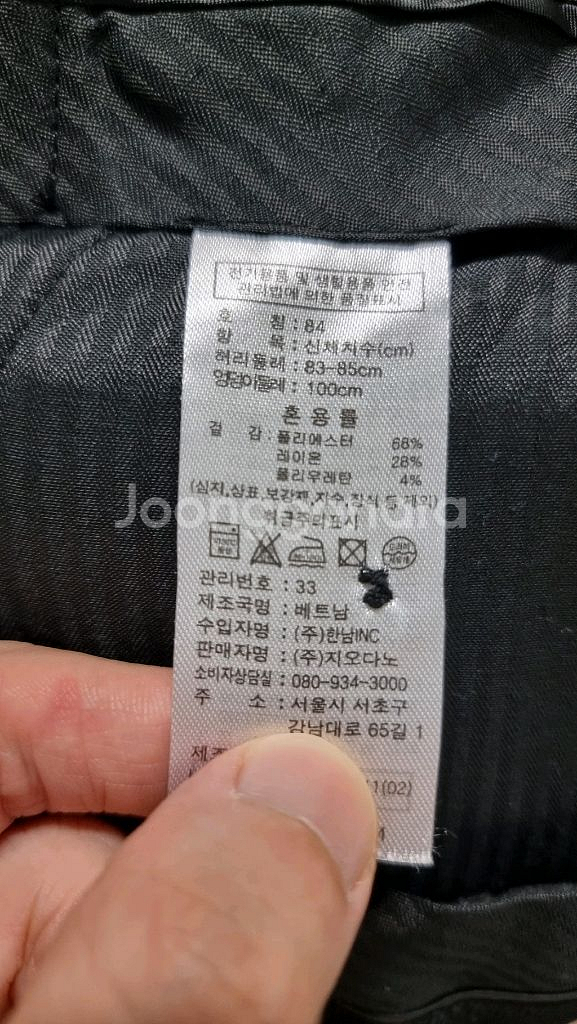 전기용품 및 생활용품 안전
관리법에 의한 품질표시
호 칭 : 84
항 목 : 신체치수(cm)
허리둘레 : 83-85cm
엉덩이둘레 : 100cm
혼용률
겉 감 : 폴리에스터 68%
레이온 28%
폴리우레탄 4%
(심지,상표,보강재,자수,장식 등 제외)
취급주의표시
관리번호 : 33
제조국명 : 베트남
수입자명 : (주)한남INC
판매자명 : (주)지오다노
소비자상담실 : 080-934-3000
주 소 : 서울시 서초구
강남대로 65길 1
제조
1(02)
4